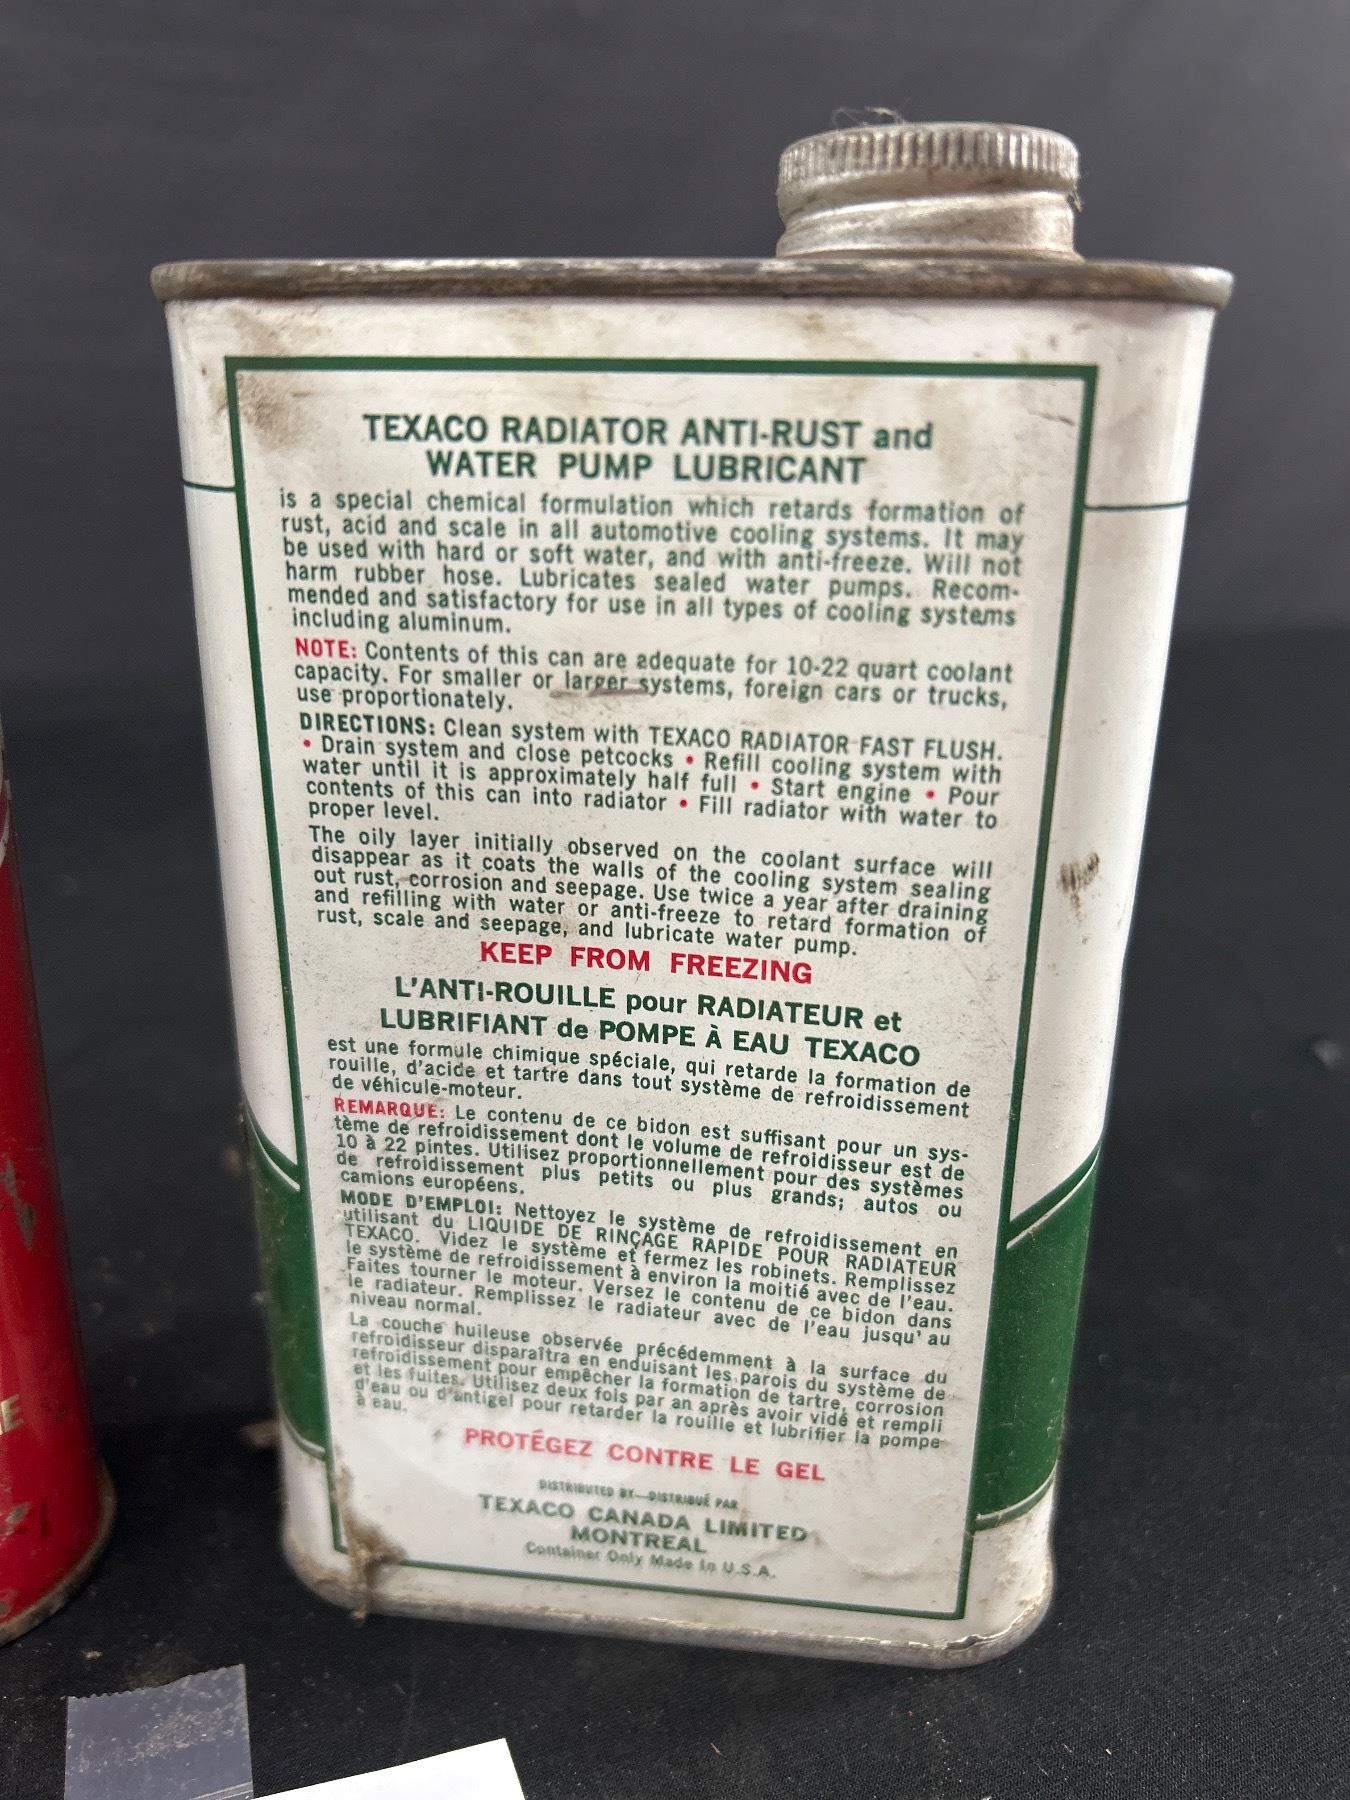 TEXACO RADIATOR ANTI-RUST and
WATER PUMP LUBRICANT
is a special chemical formulation which retards formation of
rust, acid and scale in all automotive cooling systems. It may
be used with hard or soft water, and with anti-freeze. Will not
harm rubber hose. Lubricates sealed water pumps. Recom-
mended and satisfactory for use in all types of cooling systems
including aluminum.
NOTE: Contents of this can are adequate for 10-22 quart coolant
capacity. For smaller or larger systems, foreign cars or trucks,
use proportionately.
DIRECTIONS: Clean system with TEXACO RADIATOR FAST FLUSH.
• Drain system and close petcocks • Refill cooling system with
water until it is approximately half full • Start engine • Pour
contents of this can into radiator • Fill radiator with water to
proper level.
The oily layer initially observed on the coolant surface will
disappear as it coats the walls of the cooling system sealing
out rust, corrosion and seepage. Use twice a year after draining
and refilling with water or anti-freeze to retard formation of
rust, scale and seepage, and lubricate water pump.
KEEP FROM FREEZING
L'ANTI-ROUILLE pour RADIATEUR et
LUBRIFIANT de POMPE À EAU TEXACO
est une formule chimique spéciale, qui retarde la formation de
rouille, d'acide et tartre dans tout système de refroidissement
de véhicule-moteur.
REMARQUE: Le contenu de ce bidon est suffisant pour un sys-
tème de refroidissement dont le volume de refroidisseur est de
10 à 22 pintes. Utilisez proportionnellement pour des systèmes
de refroidissement plus petits ou plus grands; autos ou
camions européens.
MODE D'EMPLOI: Nettoyez le système de refroidissement en
utilisant du LIQUIDE DE RINÇAGE RAPIDE POUR RADIATEUR
TEXACO. Videz le système et fermez les robinets. Remplissez
le système de refroidissement à environ la moitié avec de l'eau.
Faites tourner le moteur. Versez le contenu de ce bidon dans
le radiateur. Remplissez le radiateur avec de l'eau jusqu'au
niveau normal.
La couche huileuse observée précédemment à la surface du
refroidisseur disparaîtra en enduisant les parois du système de
refroidissement pour empêcher la formation de tartre, corrosion
et les fuites. Utilisez deux fois par an après avoir vidé et rempli
d'eau ou d'antigel pour retarder la rouille et lubrifier la pompe
à eau.
PROTÉGEZ CONTRE LE GEL
DISTRIBUTED BY—DISTRIBUÉ PAR
TEXACO CANADA LIMITED
MONTREAL
Container Only Made In U.S.A.
E